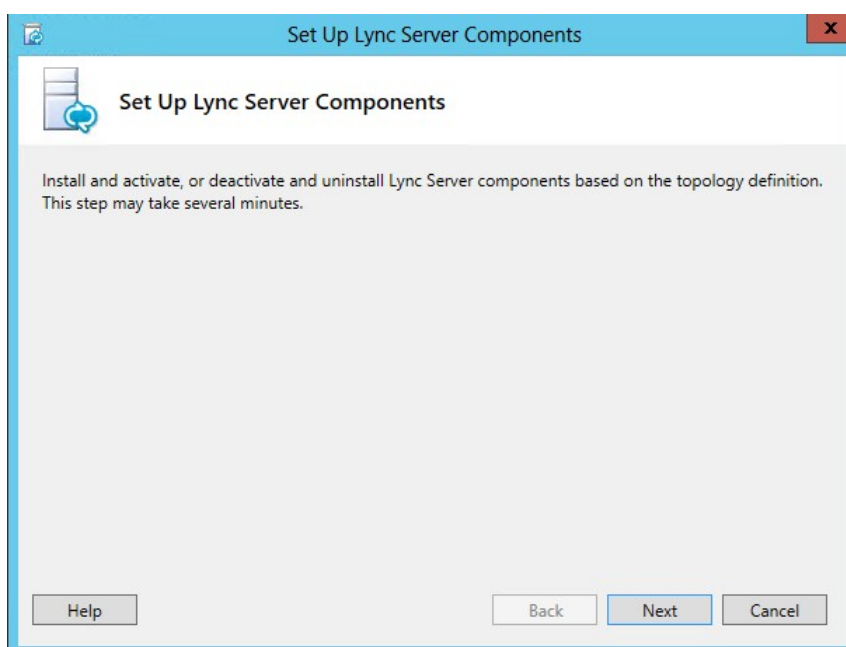 Set Up Lync Server Components
x
Set Up Lync Server Components
Install and activate, or deactivate and uninstall Lync Server components based on the topology definition.
This step may take several minutes.
Help
Back
Next
Cancel